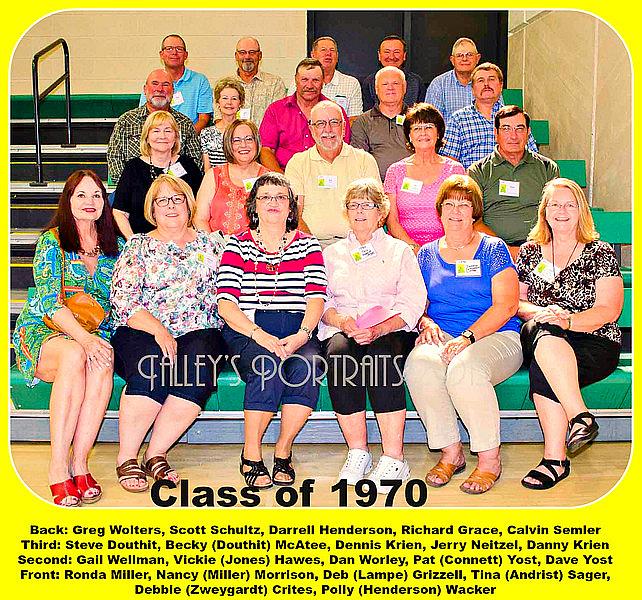 Talley's Portraits
Class of 1970
Back: Greg Wolters, Scott Schultz, Darrell Henderson, Richard Grace, Calvin Semler
Third: Steve Douthit, Becky (Douthit) McAtee, Dennis Krien, Jerry Neitzel, Danny Krien
Second: Gail Wellman, Vickie (Jones) Hawes, Dan Worley, Pat (Connett) Yost, Dave Yost
Front: Ronda Miller, Nancy (Miller) Morrison, Deb (Lampe) Grizzell, Tina (Andrist) Sager,
Debbie (Zweygardt) Crites, Polly (Henderson) Wacker